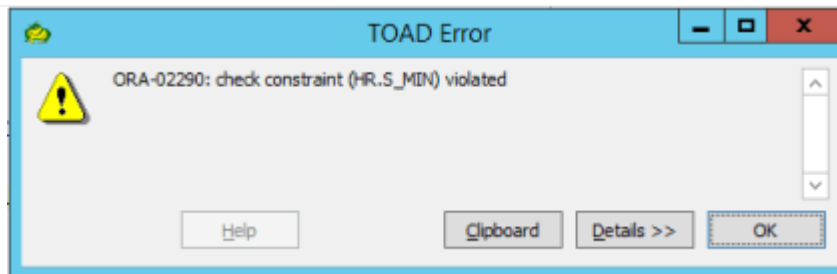 TOAD Error
ORA-02290: check constraint (HR.S_MIN) violated
Help
Clipboard
Details >>
OK